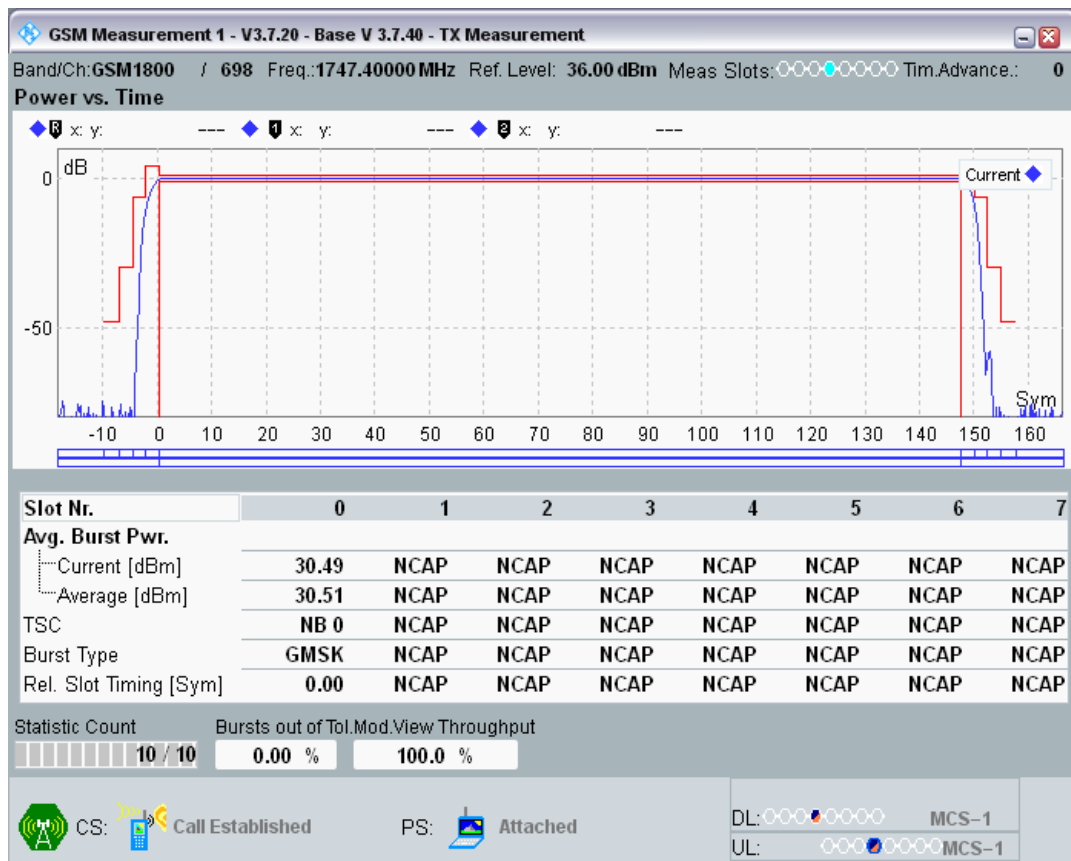 GSM Measurement 1 - V3.7.20 - Base V 3.7.40 - TX Measurement
Band/Ch:GSM1800 / 698 Freq.:1747.40000 MHz Ref. Level: 36.00 dBm Meas Slots: Tim.Advance.: 0
Power vs. Time
R x: y: --- 1 x: y: --- 2 x: y: ---
dB
Current
0
-50
Sym
-10 0 10 20 30 40 50 60 70 80 90 100 110 120 130 140 150 160
Slot Nr. 0 1 2 3 4 5 6 7
Avg. Burst Pwr.
Current [dBm] 30.49 NCAP NCAP NCAP NCAP NCAP NCAP NCAP
Average [dBm] 30.51 NCAP NCAP NCAP NCAP NCAP NCAP NCAP
TSC NB 0 NCAP NCAP NCAP NCAP NCAP NCAP NCAP
Burst Type GMSK NCAP NCAP NCAP NCAP NCAP NCAP NCAP
Rel. Slot Timing [Sym] 0.00 NCAP NCAP NCAP NCAP NCAP NCAP NCAP
Statistic Count Bursts out of Tol.Mod.View Throughput
10 / 10 0.00 % 100.0 %
CS: Call Established PS: Attached
DL: MCS-1
UL: MCS-1